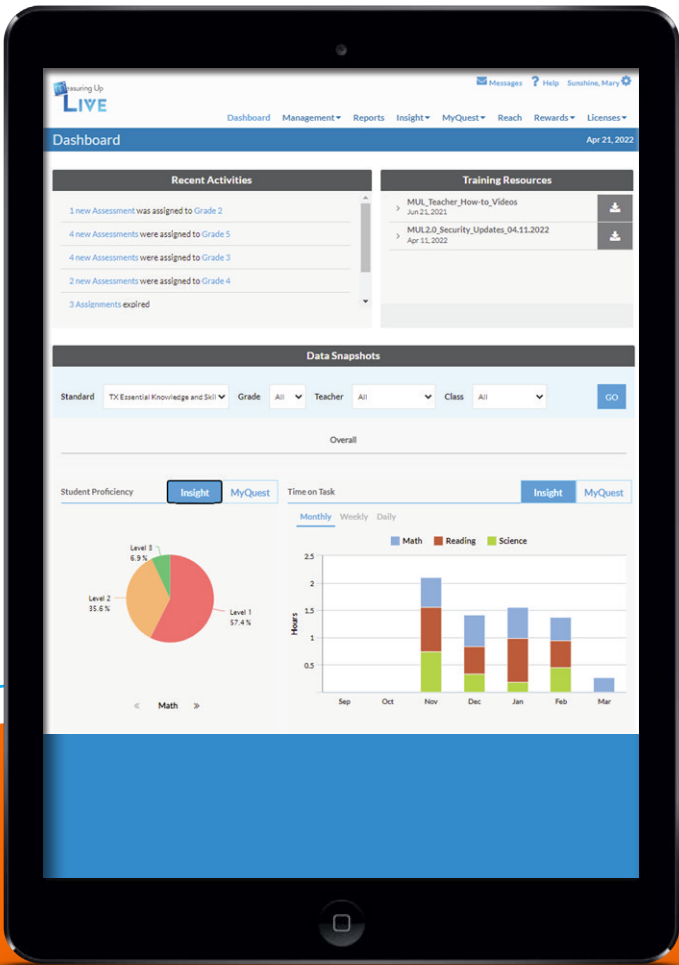 Measuring Up
LIVE
Messages ? Help Sunshine, Mary
Dashboard Management Reports Insight MyQuest Reach Rewards Licenses
Dashboard
Apr 21, 2022
Recent Activities
1 new Assessment was assigned to Grade 2
4 new Assessments were assigned to Grade 5
4 new Assessments were assigned to Grade 3
2 new Assessments were assigned to Grade 4
3 Assignments expired
Training Resources
MUL_Teacher_How-to_Videos
Jun 21, 2021
MUL2.0_Security_Updates_04.11.2022
Apr 11, 2022
Data Snapshots
Standard TX Essential Knowledge and Skil Grade All Teacher All Class All GO
Overall
Student Proficiency Insight MyQuest
Level 3
6.9 %
Level 2
35.6 %
Level 1
57.4 %
« Math »
Time on Task Insight MyQuest
Monthly Weekly Daily
Math Reading Science
2.5
2
1.5
1
0.5
Hours
Sep Oct Nov Dec Jan Feb Mar